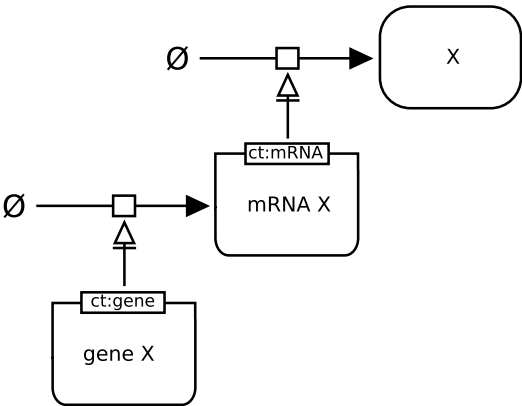 Ø
X
ct:mRNA
mRNA X
Ø
ct:gene
gene X